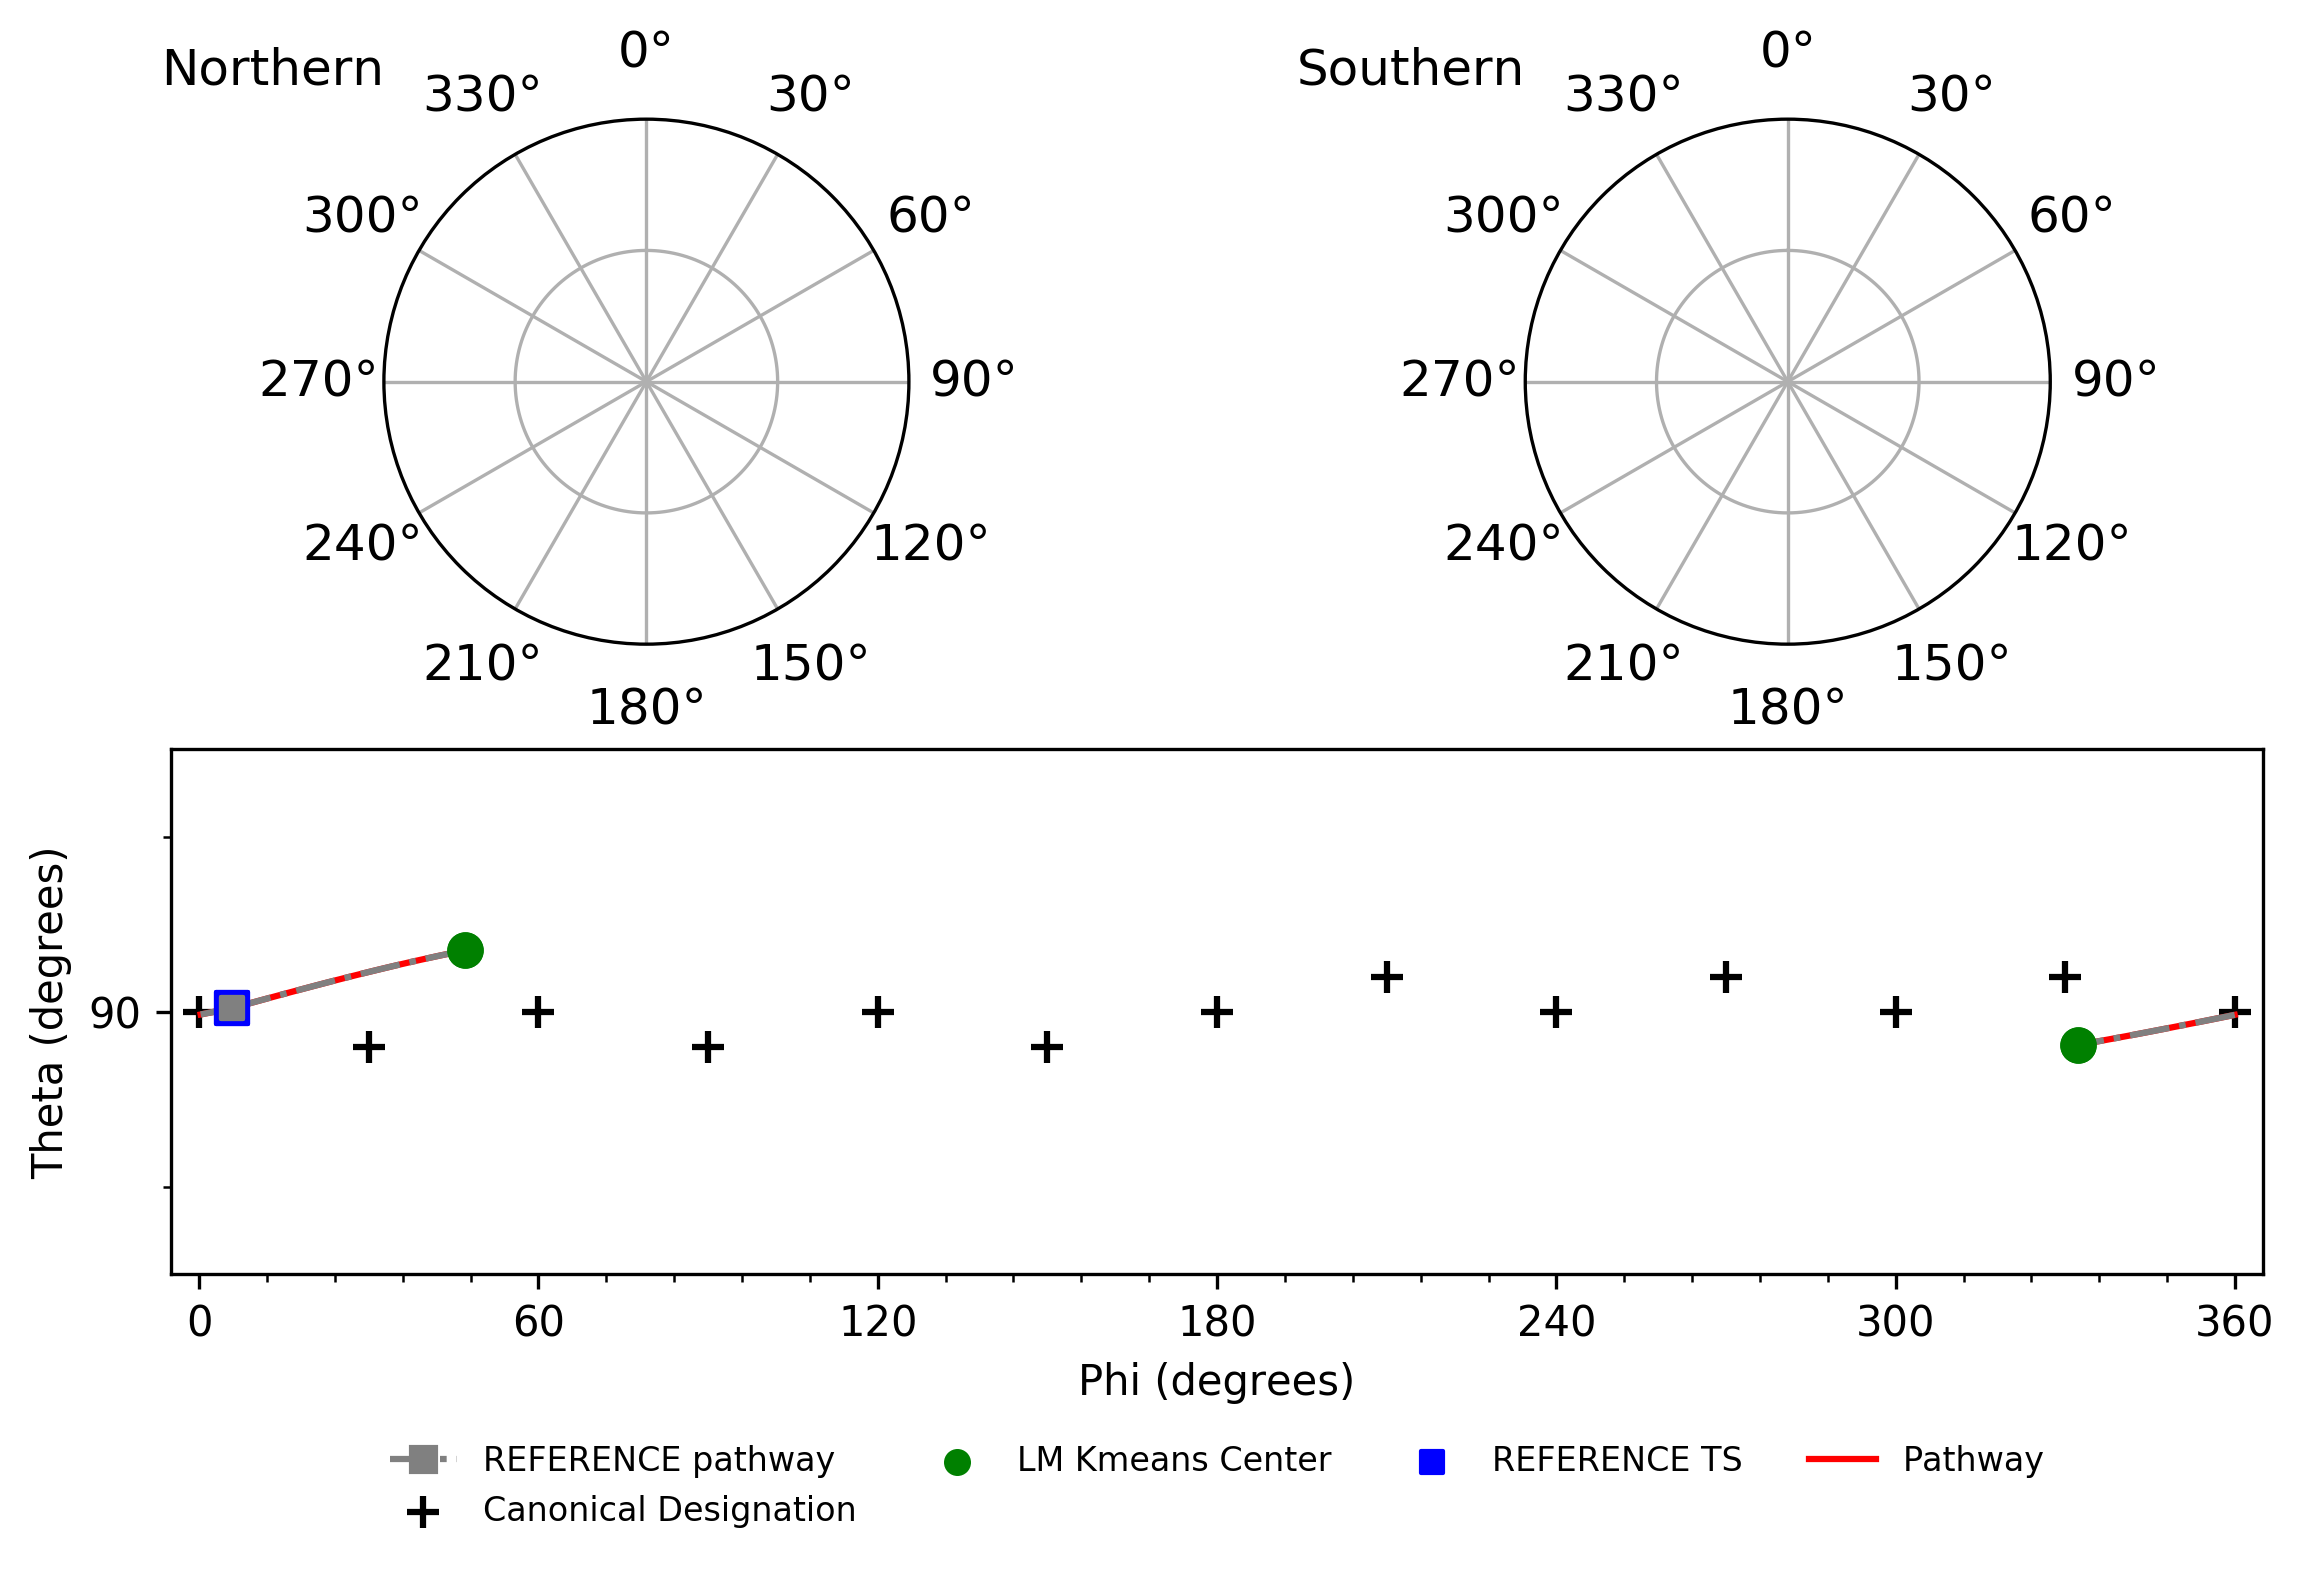 Northern
0°
330°
30°
300°
60°
270°
90°
240°
120°
210°
150°
180°
Southern
0°
330°
30°
300°
60°
270°
90°
240°
120°
210°
150°
180°
Theta (degrees)
90
0 60 120 180 240 300 360
Phi (degrees)
REFERENCE pathway
Canonical Designation
LM Kmeans Center
REFERENCE TS
Pathway